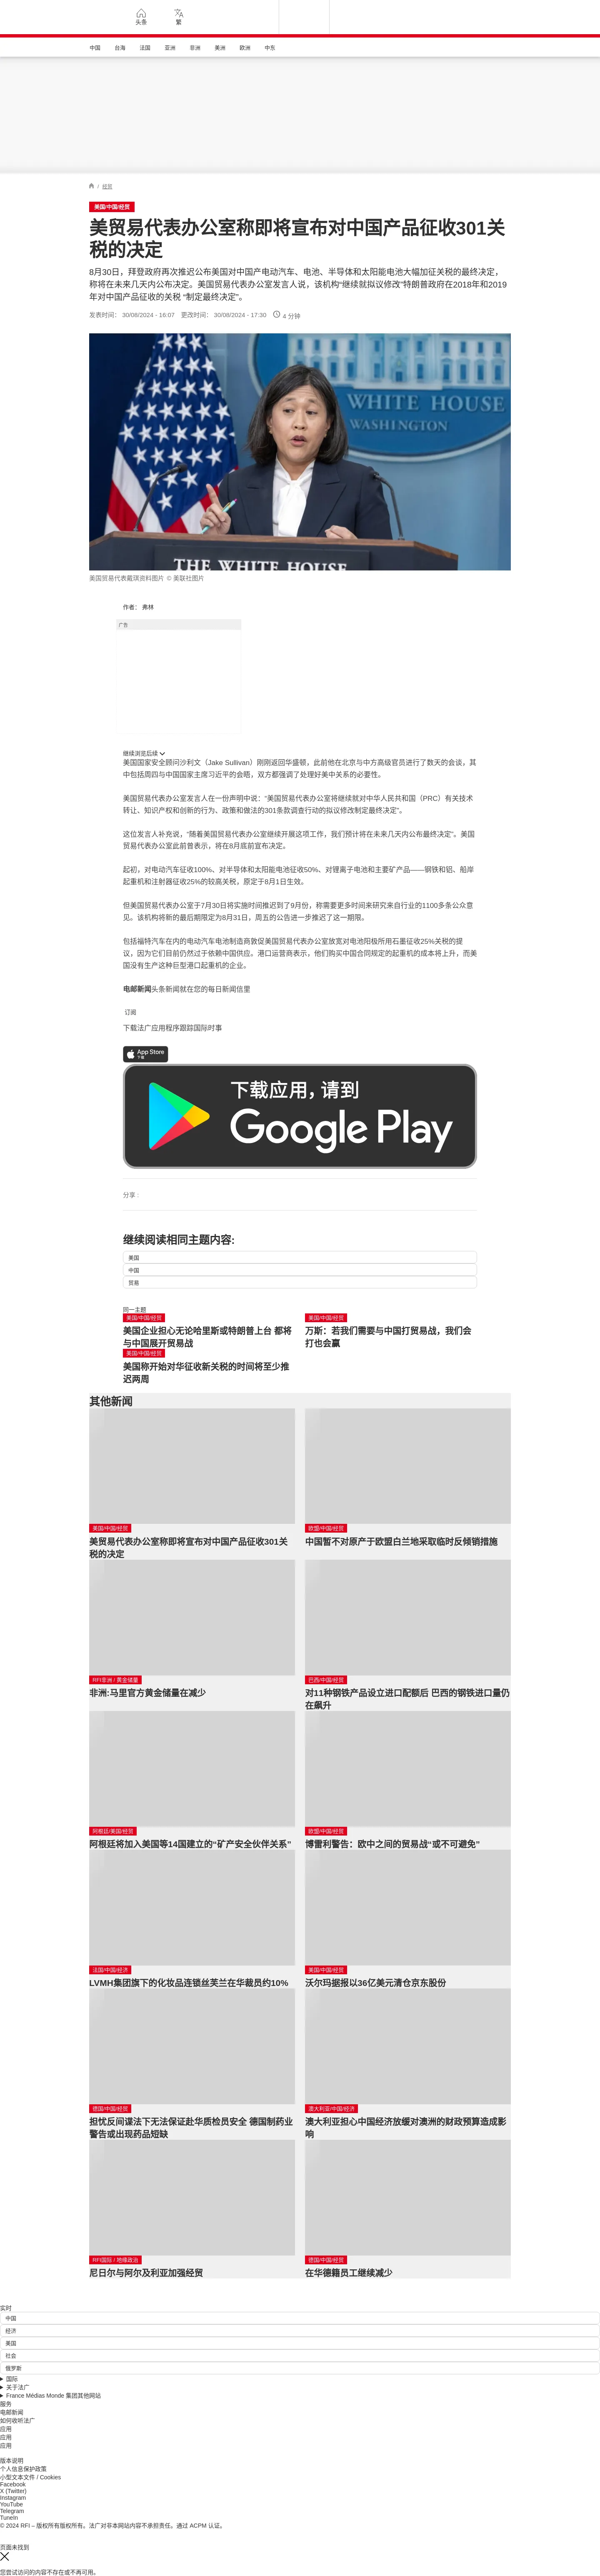 头条
繁
中国
台海
法国
亚洲
非洲
美洲
欧洲
中东
/ 经贸
美国/中国/经贸
美贸易代表办公室称即将宣布对中国产品征收301关
税的决定
8月30日，拜登政府再次推迟公布美国对中国产电动汽车、电池、半导体和太阳能电池大幅加征关税的最终决定，
称将在未来几天内公布决定。美国贸易代表办公室发言人说，该机构“继续就拟议修改”特朗普政府在2018年和2019
年对中国产品征收的关税 “制定最终决定”。
发表时间： 30/08/2024 - 16:07 更改时间： 30/08/2024 - 17:30 4 分钟
THE WHITE HOUSE
WASHINGTON
THE WHITE HOUSE
美国贸易代表戴琪资料图片 © 美联社图片
作者： 弗林
广告
继续浏览后续
美国国家安全顾问沙利文（Jake Sullivan）刚刚返回华盛顿，此前他在北京与中方高级官员进行了数天的会谈，其
中包括周四与中国国家主席习近平的会晤，双方都强调了处理好美中关系的必要性。
美国贸易代表办公室发言人在一份声明中说：“美国贸易代表办公室将继续就对中华人民共和国（PRC）有关技术
转让、知识产权和创新的行为、政策和做法的301条款调查行动的拟议修改制定最终决定”。
这位发言人补充说，“随着美国贸易代表办公室继续开展这项工作，我们预计将在未来几天内公布最终决定”。美国
贸易代表办公室此前曾表示，将在8月底前宣布决定。
起初，对电动汽车征收100%、对半导体和太阳能电池征收50%、对锂离子电池和主要矿产品——钢铁和铝、船岸
起重机和注射器征收25%的较高关税，原定于8月1日生效。
但美国贸易代表办公室于7月30日将实施时间推迟到了9月份，称需要更多时间来研究来自行业的1100多条公众意
见。该机构将新的最后期限定为8月31日，周五的公告进一步推迟了这一期限。
包括福特汽车在内的电动汽车电池制造商敦促美国贸易代表办公室放宽对电池阳极所用石墨征收25%关税的提
议，因为它们目前仍然过于依赖中国供应。港口运营商表示，他们购买中国合同规定的起重机的成本将上升，而美
国没有生产这种巨型港口起重机的企业。
电邮新闻头条新闻就在您的每日新闻信里
订阅
下载法广应用程序跟踪国际时事
App Store
下载
下载应用，请到
Google Play
分享 :
继续阅读相同主题内容:
美国
中国
贸易
同一主题
美国/中国/经贸
美国企业担心无论哈里斯或特朗普上台 都将
与中国展开贸易战
美国/中国/经贸
万斯：若我们需要与中国打贸易战，我们会
打也会赢
美国/中国/经贸
美国称开始对华征收新关税的时间将至少推
迟两周
其他新闻
美国/中国/经贸
美贸易代表办公室称即将宣布对中国产品征收301关
税的决定
欧盟/中国/经贸
中国暂不对原产于欧盟白兰地采取临时反倾销措施
RFI非洲 / 黄金储量
非洲:马里官方黄金储量在减少
巴西/中国/经贸
对11种钢铁产品设立进口配额后 巴西的钢铁进口量仍
在飙升
阿根廷/美国/经贸
阿根廷将加入美国等14国建立的“矿产安全伙伴关系”
欧盟/中国/经贸
博雷利警告：欧中之间的贸易战“或不可避免”
法国/中国/经济
LVMH集团旗下的化妆品连锁丝芙兰在华裁员约10%
美国/中国/经贸
沃尔玛据报以36亿美元清仓京东股份
德国/中国/经贸
担忧反间谍法下无法保证赴华质检员安全 德国制药业
警告或出现药品短缺
澳大利亚/中国/经济
澳大利亚担心中国经济放缓对澳洲的财政预算造成影
响
RFI国际 / 地缘政治
尼日尔与阿尔及利亚加强经贸
德国/中国/经贸
在华德籍员工继续减少
实时
中国
经济
美国
社会
俄罗斯
国际
关于法广
France Médias Monde 集团其他网站
服务
电邮新闻
如何收听法广
应用
应用
应用
版本说明
个人信息保护政策
小型文本文件 / Cookies
Facebook
X (Twitter)
Instagram
YouTube
Telegram
TuneIn
© 2024 RFI – 版权所有版权所有。法广对非本网站内容不承担责任。通过 ACPM 认证。
页面未找到
您尝试访问的内容不存在或不再可用。